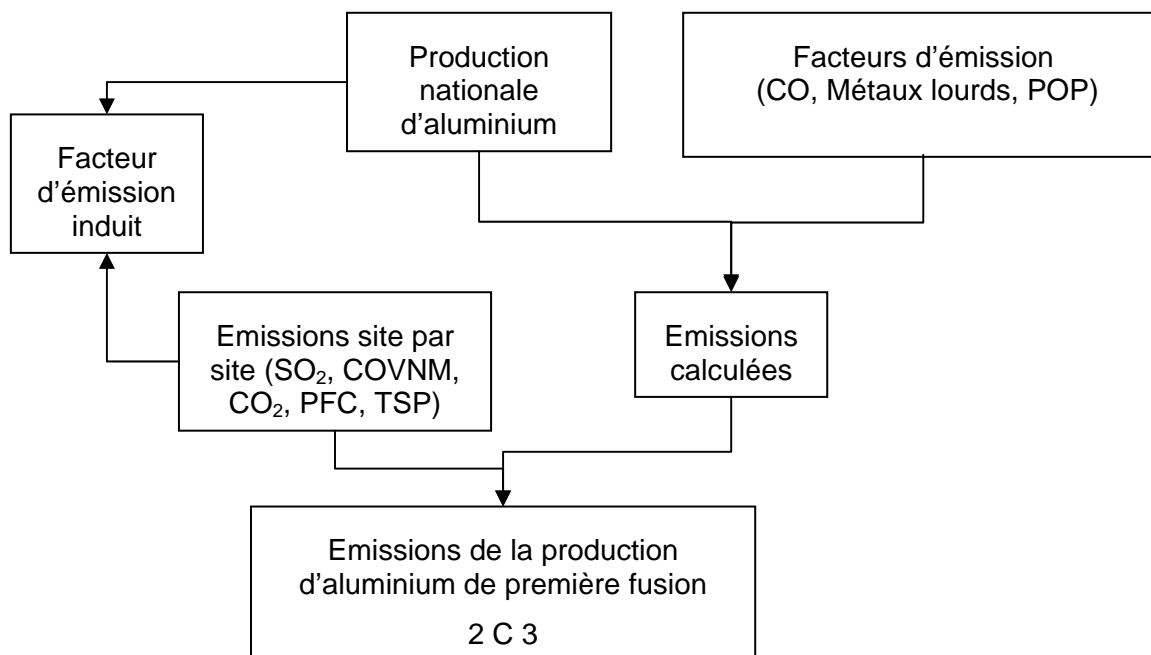 Production
nationale
d'aluminium
Facteurs d'émission
(CO, Métaux lourds, POP)
Facteur
d'émission
induit
Emissions site par
site (SO₂, COVNM,
CO₂, PFC, TSP)
Emissions
calculées
Emissions de la production
d'aluminium de première fusion
2 C 3